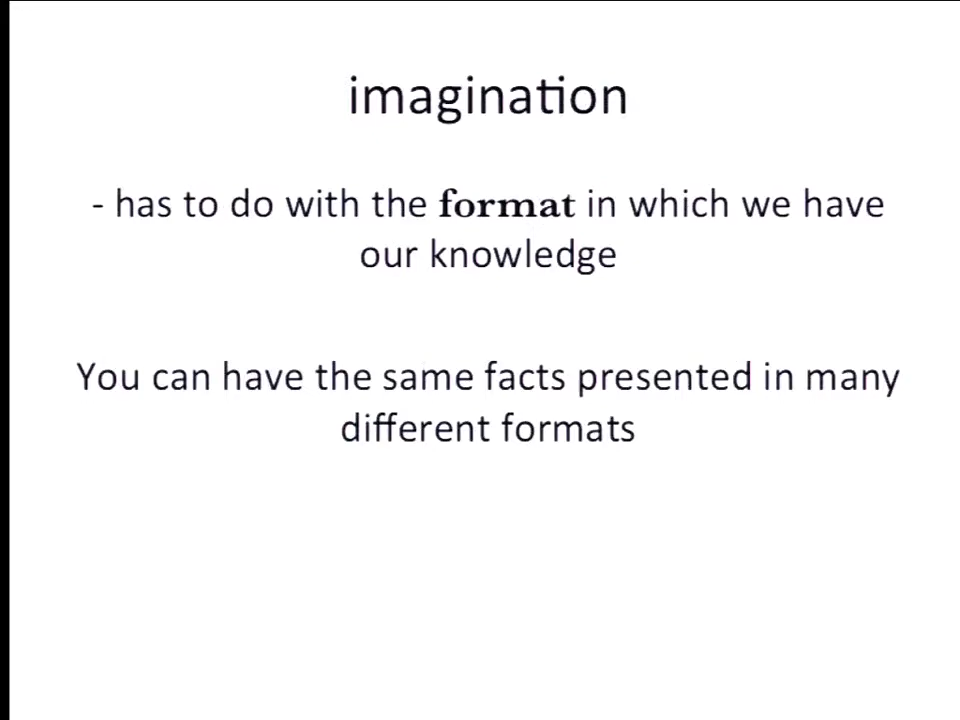 imagination
- has to do with the format in which we have
our knowledge
You can have the same facts presented in many
different formats